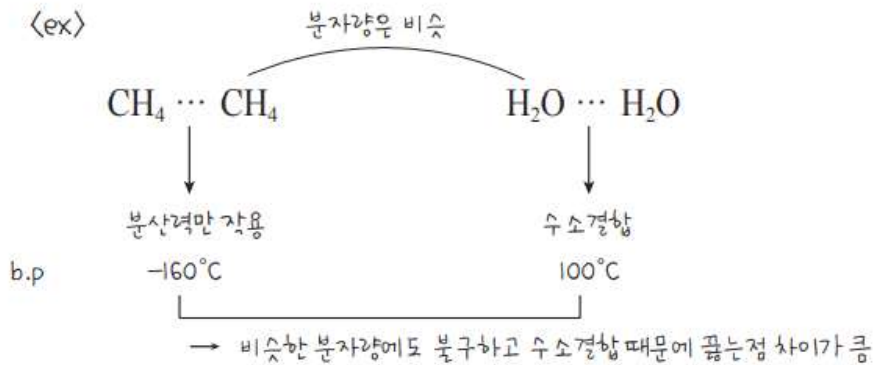 <ex>
분자량은 비슷
CH₄ ··· CH₄ H₂O ··· H₂O
분산력만 작용 수소결합
b.p -160°C 100°C
→ 비슷한 분자량에도 불구하고 수소결합 때문에 끓는점 차이가 큼